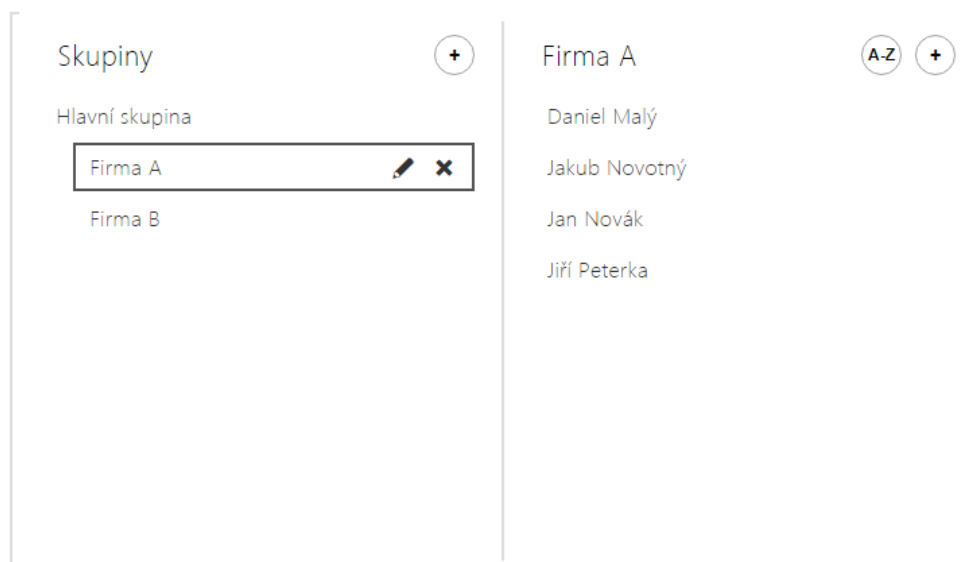 Skupiny +
Hlavní skupina
Firma A
Firma B
Firma A A-Z +
Daniel Malý
Jakub Novotný
Jan Novák
Jiří Peterka